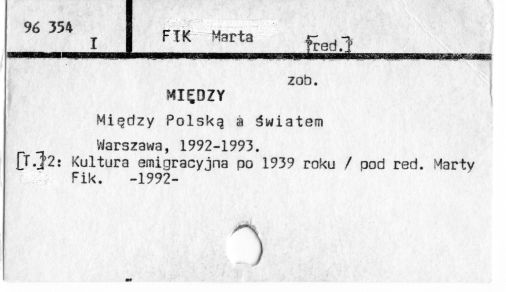 96 354
I
FIK Marta [red.]
zob.
MIĘDZY
Między Polską a światem
Warszawa, 1992-1993.
[T.]2: Kultura emigracyjna po 1939 roku / pod red. Marty
Fik. -1992-